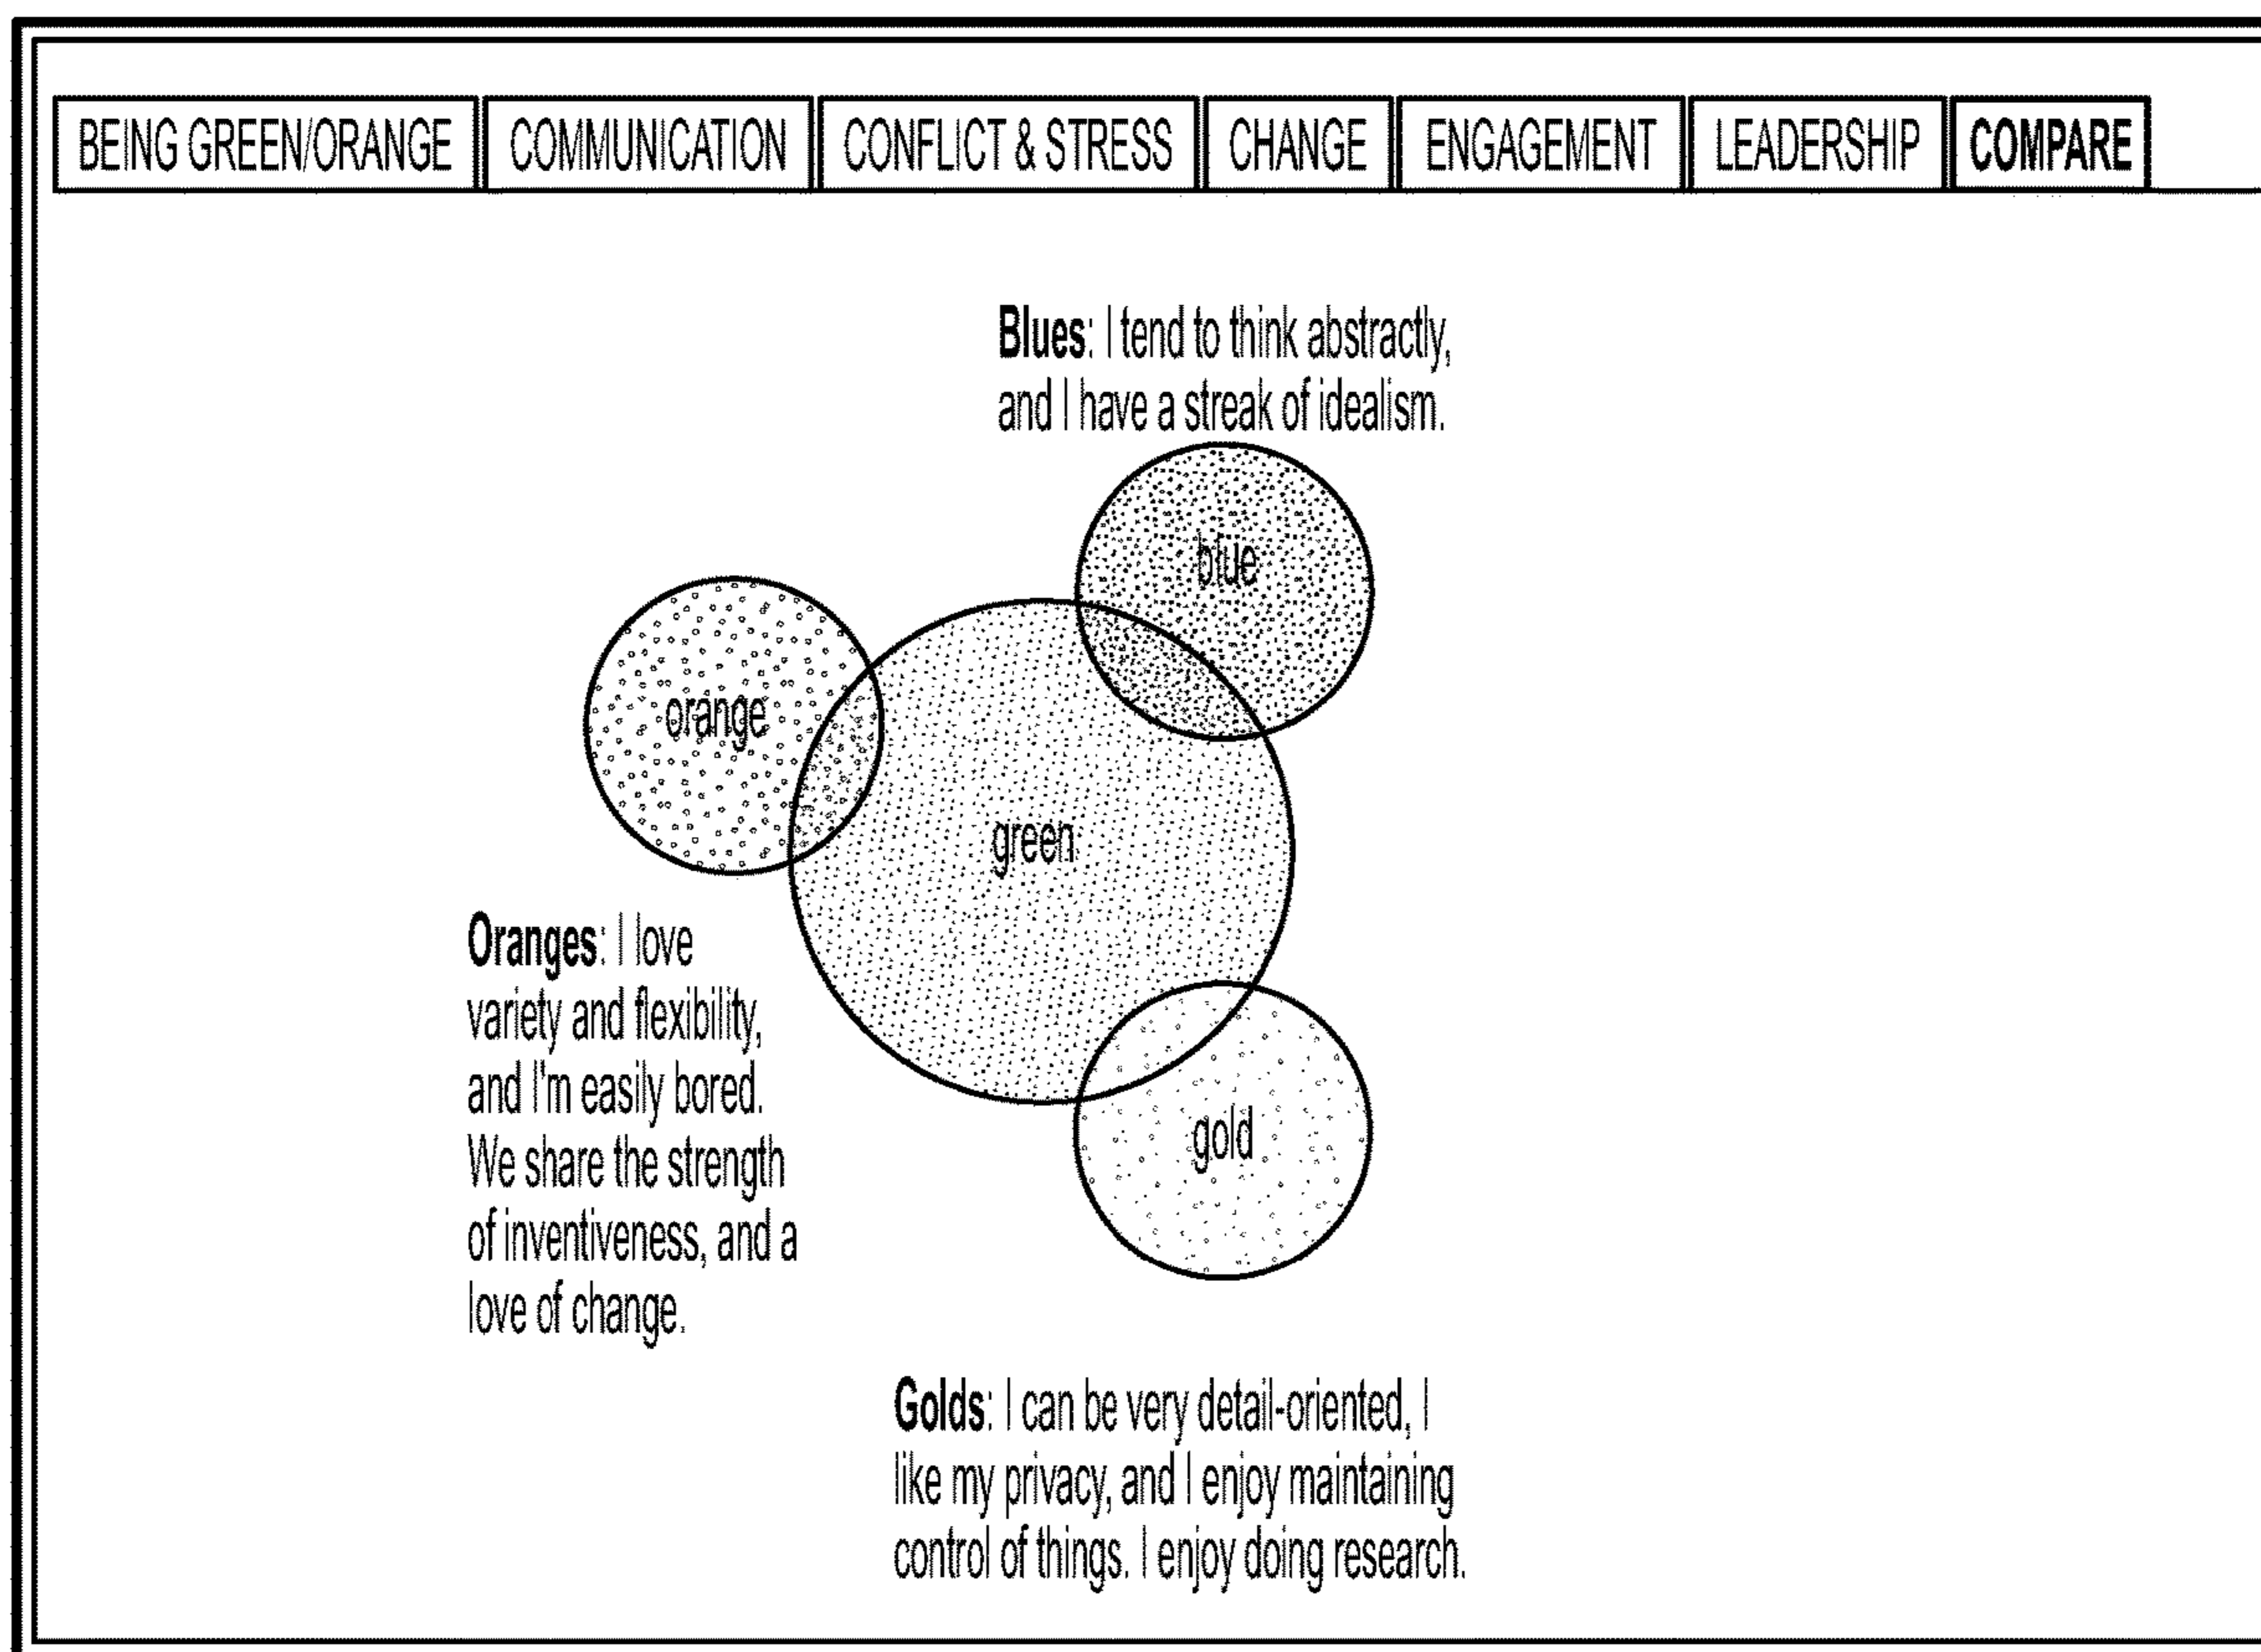 BEING GREEN/ORANGE COMMUNICATION CONFLICT & STRESS CHANGE ENGAGEMENT LEADERSHIP COMPARE
Blues: I tend to think abstractly,
and I have a streak of idealism.
blue
orange
green
Oranges: I love
variety and flexibility,
and I'm easily bored.
We share the strength
of inventiveness, and a
love of change.
gold
Golds: I can be very detail-oriented, I
like my privacy, and I enjoy maintaining
control of things. I enjoy doing research.